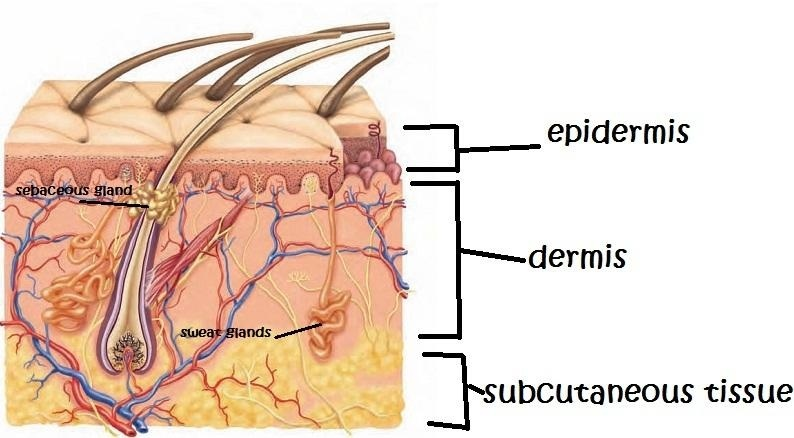 epidermis
sebaceous gland
dermis
sweat glands
subcutaneous tissue